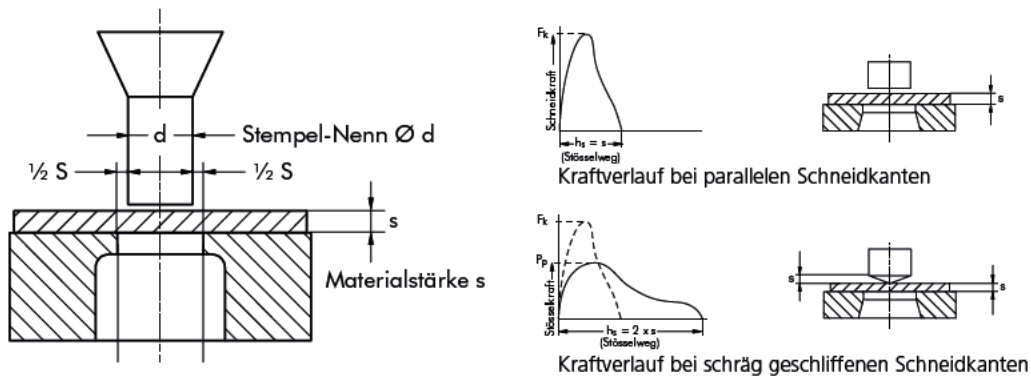 d
Stempel-Nenn Ø d
½ S
½ S
s
Materialstärke s
Fk
Schneidkraft
hs = s
(Stösselweg)
s
Kraftverlauf bei parallelen Schneidkanten
Fk
Pp
Stösselkraft
hs = 2 x s
(Stösselweg)
s
s
Kraftverlauf bei schräg geschliffenen Schneidkanten